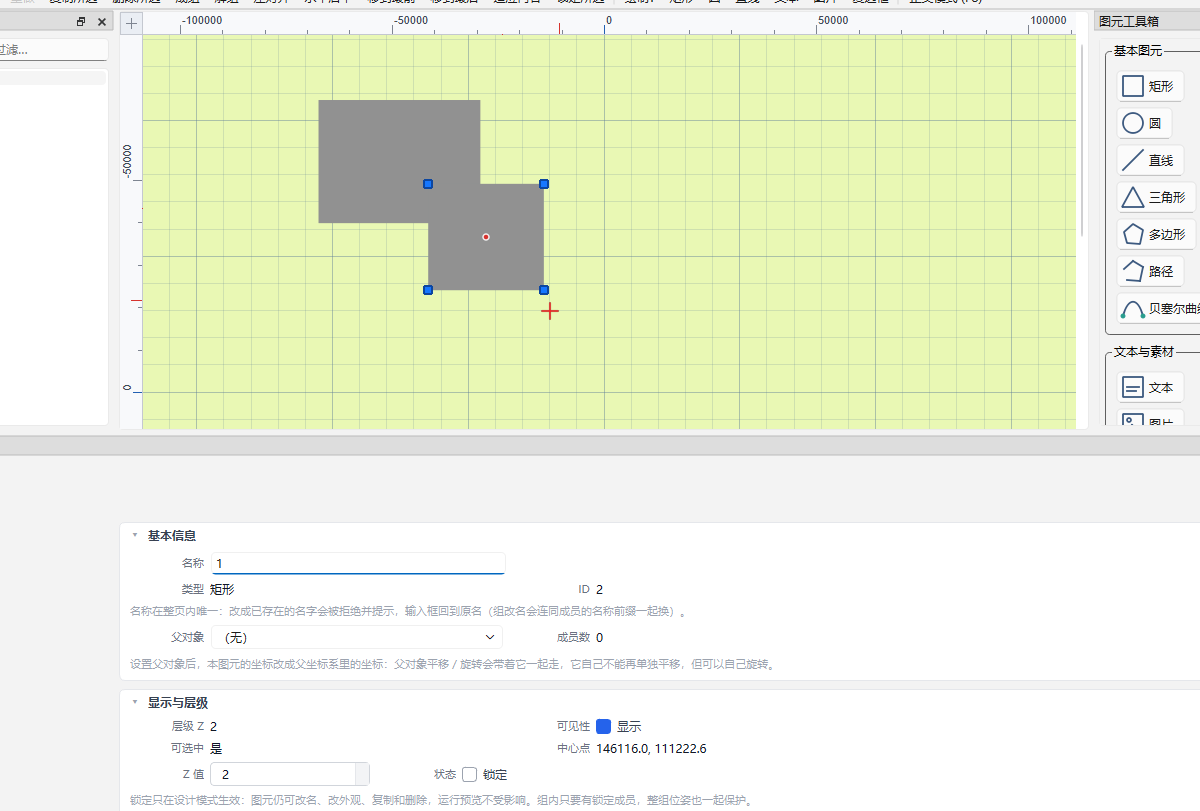 -100000 -50000 0 50000 100000
图元工具箱
过滤...
基本图元
矩形
圆
直线
三角形
多边形
路径
贝塞尔曲
文本与素材
文本
图片
-50000
0
基本信息
名称 1
类型 矩形 ID 2
名称在整页内唯一：改成已存在的名字会被拒绝并提示，输入框回到原名（组改名会连同成员的名称前缀一起换）。
父对象 (无) 成员数 0
设置父对象后，本图元的坐标改成父坐标系里的坐标：父对象平移 / 旋转会带着它一起走，它自己不能再单独平移，但可以自己旋转。
显示与层级
层级 Z 2 可见性 显示
可选中 是 中心点 146116.0, 111222.6
Z 值 2 状态 锁定
锁定只在设计模式生效：图元仍可改名、改外观、复制和删除，运行预览不受影响。组内只要有锁定成员，整组位姿也一起保护。